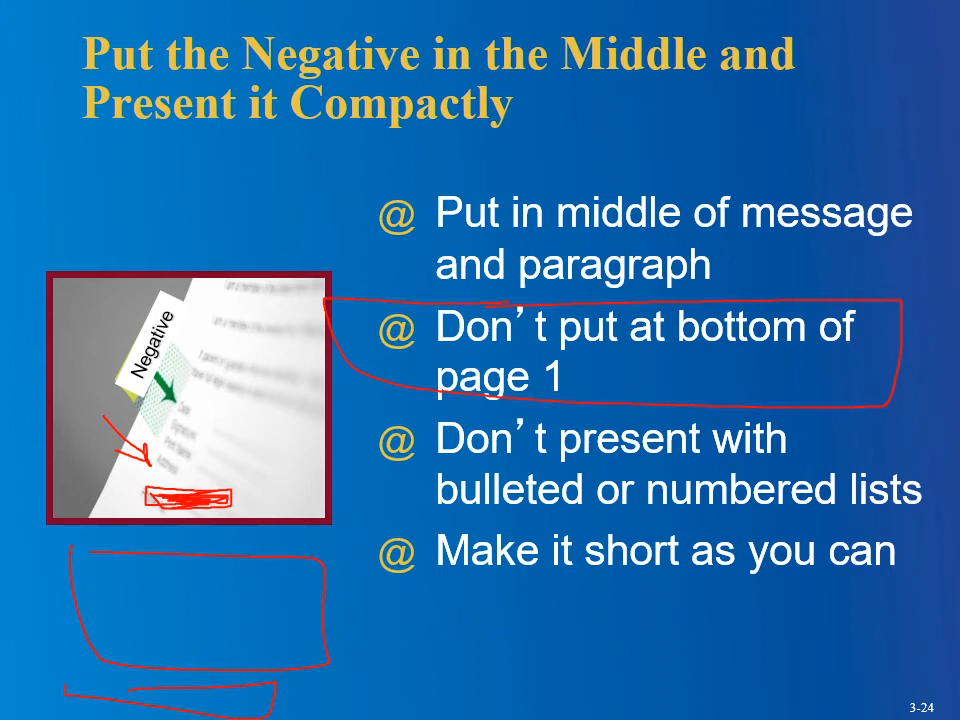 Put the Negative in the Middle and
Present it Compactly
@ Put in middle of message
and paragraph
@ Don’t put at bottom of
page 1
@ Don’t present with
bulleted or numbered lists
@ Make it short as you can
Negative
3-24